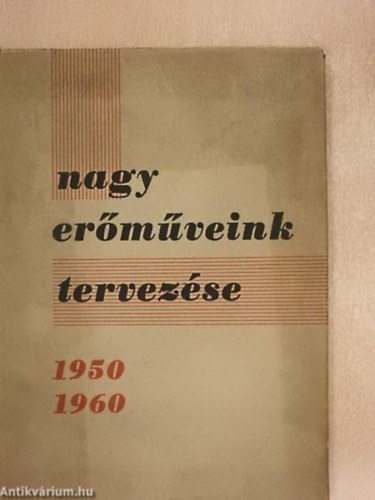 nagy
erőműveink
tervezése
1950
1960
Antikvárium.hu